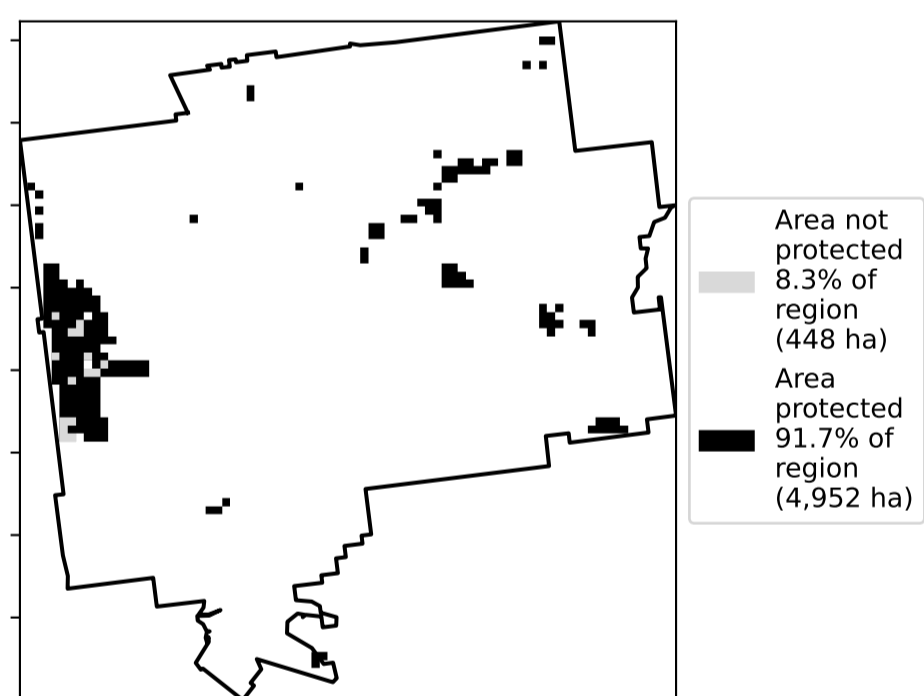 Area not
protected
8.3% of
region
(448 ha)
Area
protected
91.7% of
region
(4,952 ha)